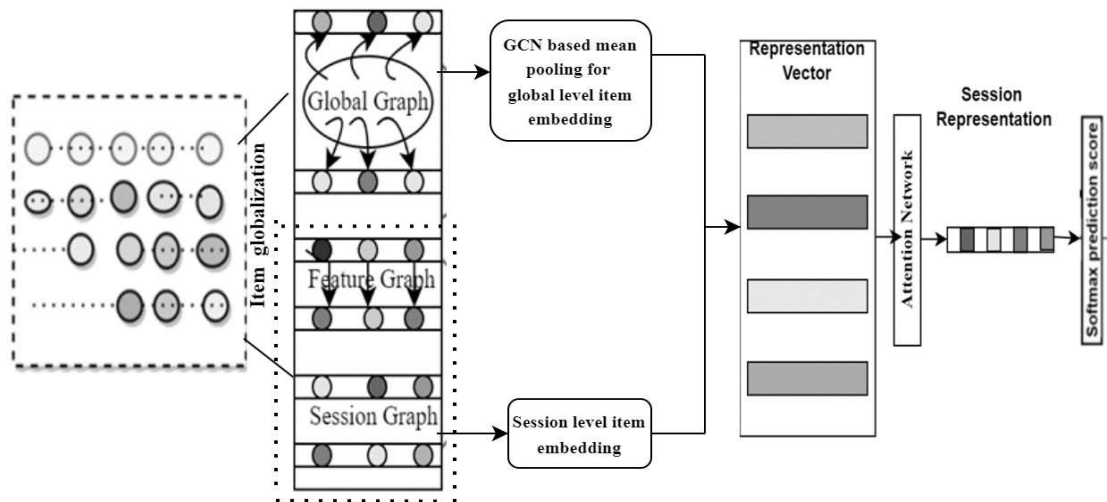 Item globalization
Global Graph
Feature Graph
Session Graph
GCN based mean
pooling for
global level item
embedding
Session level item
embedding
Representation
Vector
Attention Network
Session
Representation
Softmax prediction score